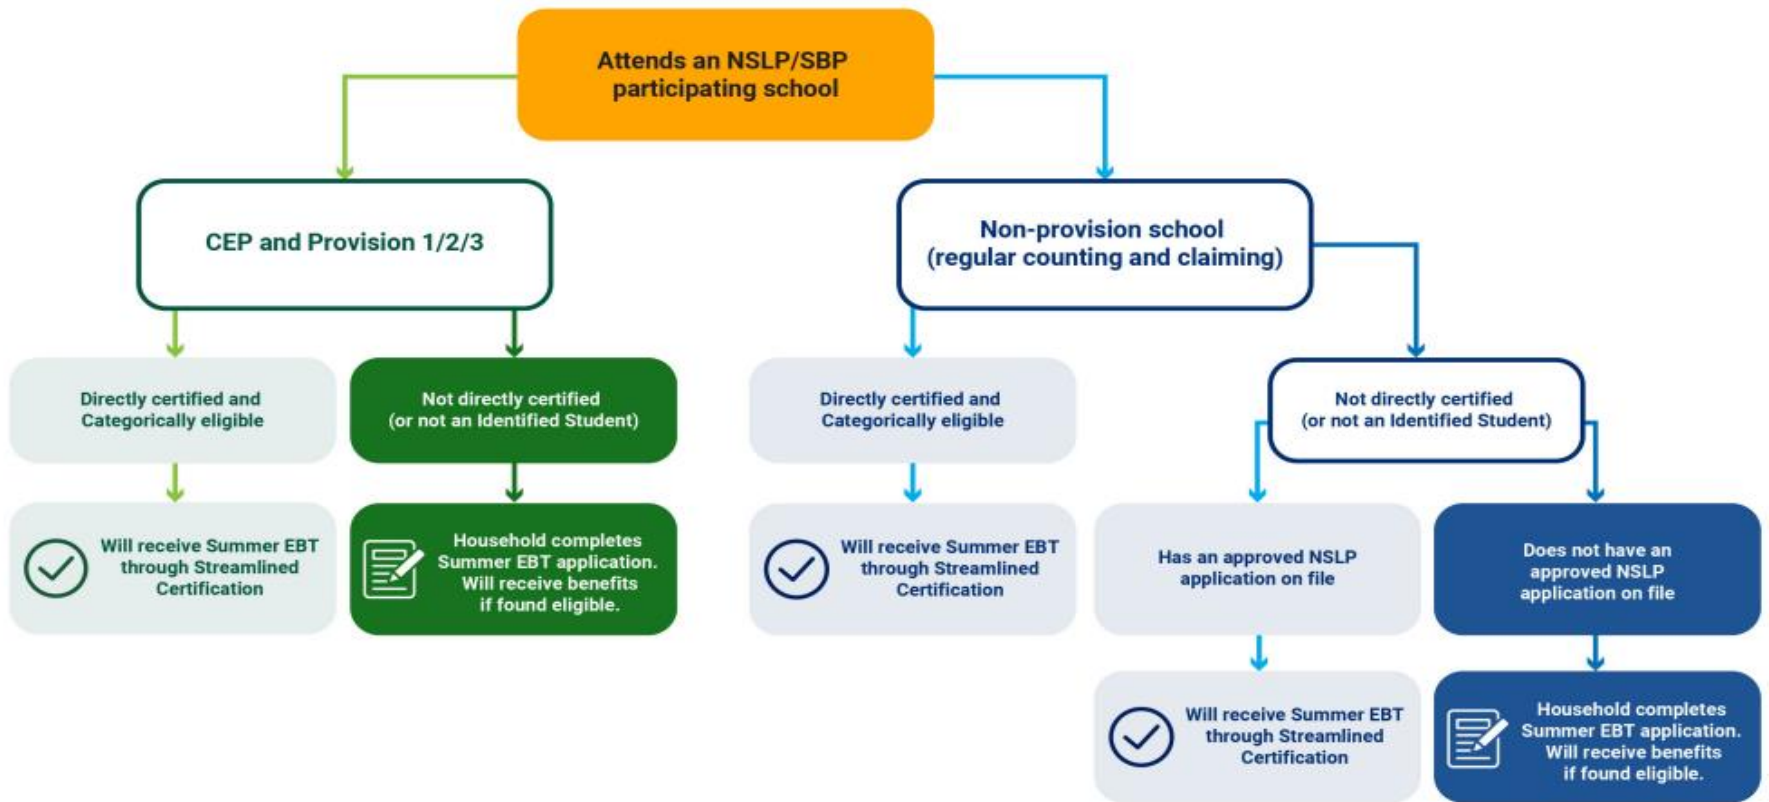 Attends an NSLP/SBP
participating school
CEP and Provision 1/2/3
Non-provision school
(regular counting and claiming)
Directly certified and
Categorically eligible
Not directly certified
(or not an Identified Student)
Directly certified and
Categorically eligible
Not directly certified
(or not an Identified Student)
Will receive Summer EBT
through Streamlined
Certification
Household completes
Summer EBT application.
Will receive benefits
if found eligible.
Will receive Summer EBT
through Streamlined
Certification
Has an approved NSLP
application on file
Does not have an
approved NSLP
application on file
Will receive Summer EBT
through Streamlined
Certification
Household completes
Summer EBT application.
Will receive benefits
if found eligible.